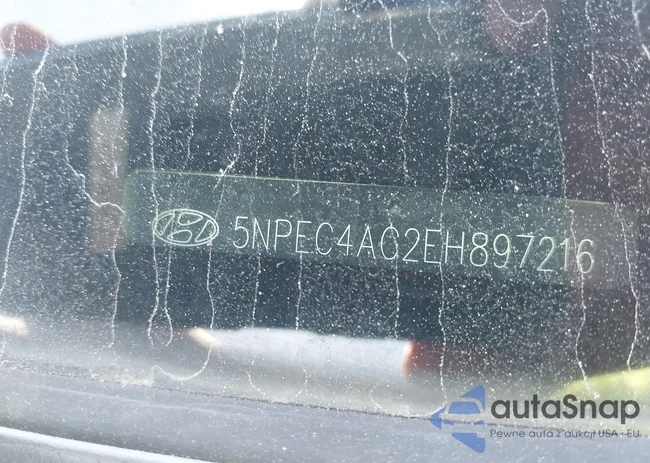 5NPEC4AC2EH897216
autaSnap
Pewne auta z aukcji USA i EU